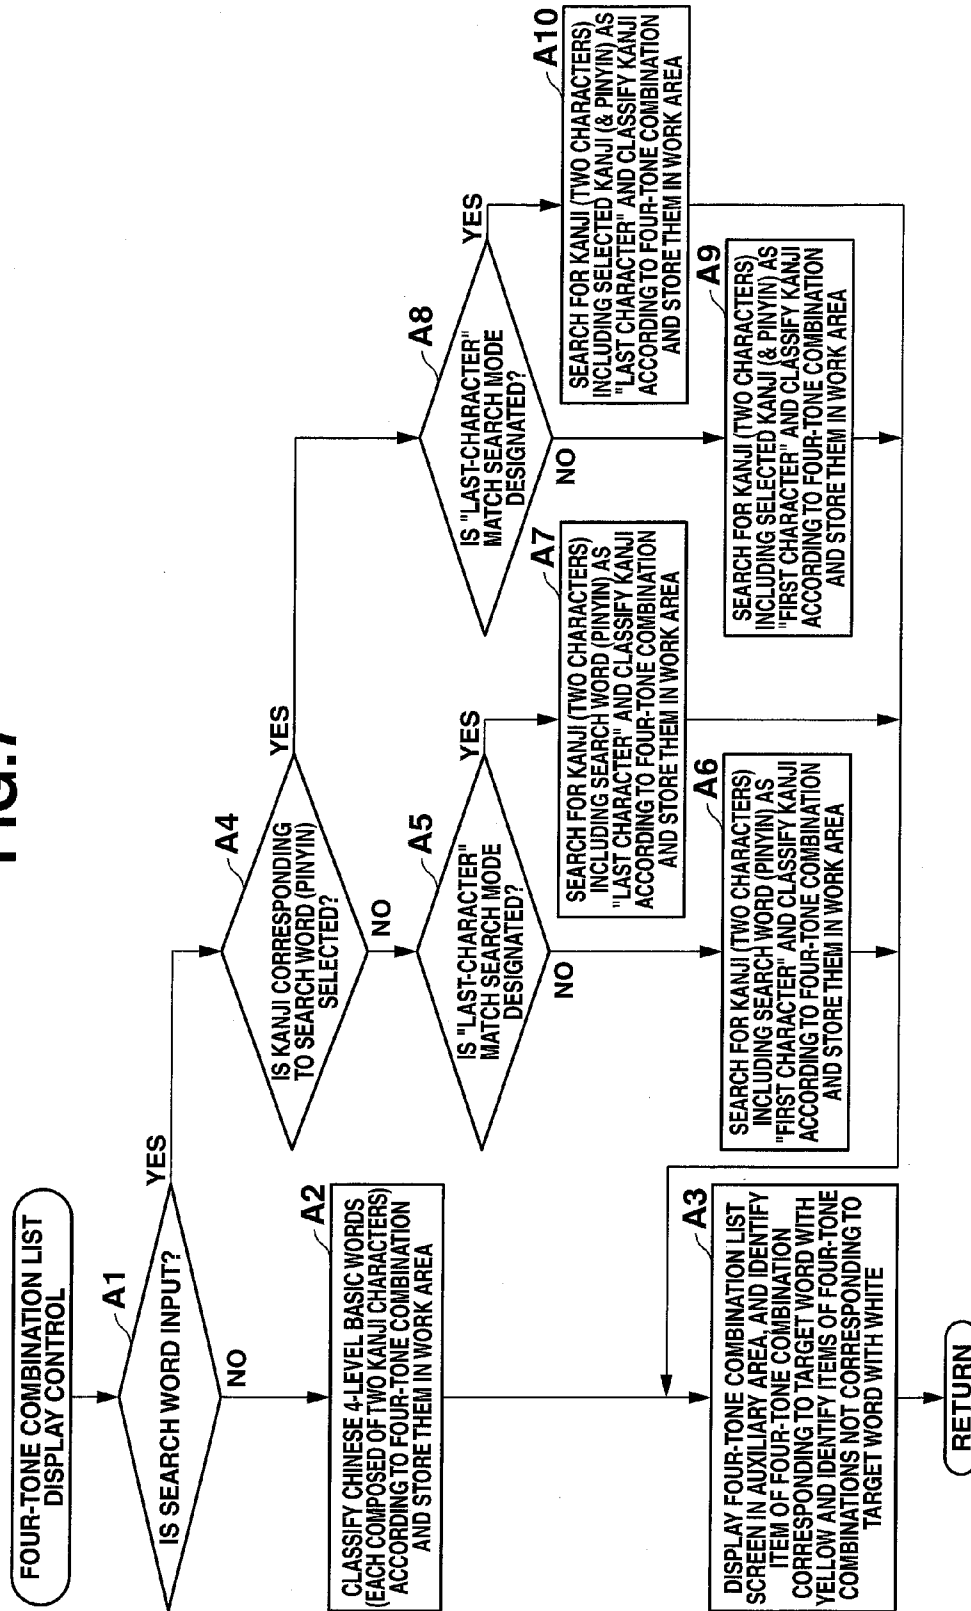 FIG.7
FOUR-TONE COMBINATION LIST
DISPLAY CONTROL
A1
IS SEARCH WORD INPUT?
YES
NO
A2
CLASSIFY CHINESE 4-LEVEL BASIC WORDS
(EACH COMPOSED OF TWO KANJI CHARACTERS)
ACCORDING TO FOUR-TONE COMBINATION
AND STORE THEM IN WORK AREA
A3
DISPLAY FOUR-TONE COMBINATION LIST
SCREEN IN AUXILIARY AREA, AND IDENTIFY
ITEM OF FOUR-TONE COMBINATION
CORRESPONDING TO TARGET WORD WITH
YELLOW AND IDENTIFY ITEMS OF FOUR-TONE
COMBINATIONS NOT CORRESPONDING TO
TARGET WORD WITH WHITE
RETURN
A4
IS KANJI CORRESPONDING
TO SEARCH WORD (PINYIN)
SELECTED?
YES
NO
A5
IS "LAST-CHARACTER"
MATCH SEARCH MODE
DESIGNATED?
YES
NO
A6
SEARCH FOR KANJI (TWO CHARACTERS)
INCLUDING SEARCH WORD (PINYIN) AS
"FIRST CHARACTER" AND CLASSIFY KANJI
ACCORDING TO FOUR-TONE COMBINATION
AND STORE THEM IN WORK AREA
A7
SEARCH FOR KANJI (TWO CHARACTERS)
INCLUDING SEARCH WORD (PINYIN) AS
"LAST CHARACTER" AND CLASSIFY KANJI
ACCORDING TO FOUR-TONE COMBINATION
AND STORE THEM IN WORK AREA
A8
IS "LAST-CHARACTER"
MATCH SEARCH MODE
DESIGNATED?
YES
NO
A9
SEARCH FOR KANJI (TWO CHARACTERS)
INCLUDING SELECTED KANJI (& PINYIN) AS
"FIRST CHARACTER" AND CLASSIFY KANJI
ACCORDING TO FOUR-TONE COMBINATION
AND STORE THEM IN WORK AREA
A10
SEARCH FOR KANJI (TWO CHARACTERS)
INCLUDING SELECTED KANJI (& PINYIN) AS
"LAST CHARACTER" AND CLASSIFY KANJI
ACCORDING TO FOUR-TONE COMBINATION
AND STORE THEM IN WORK AREA